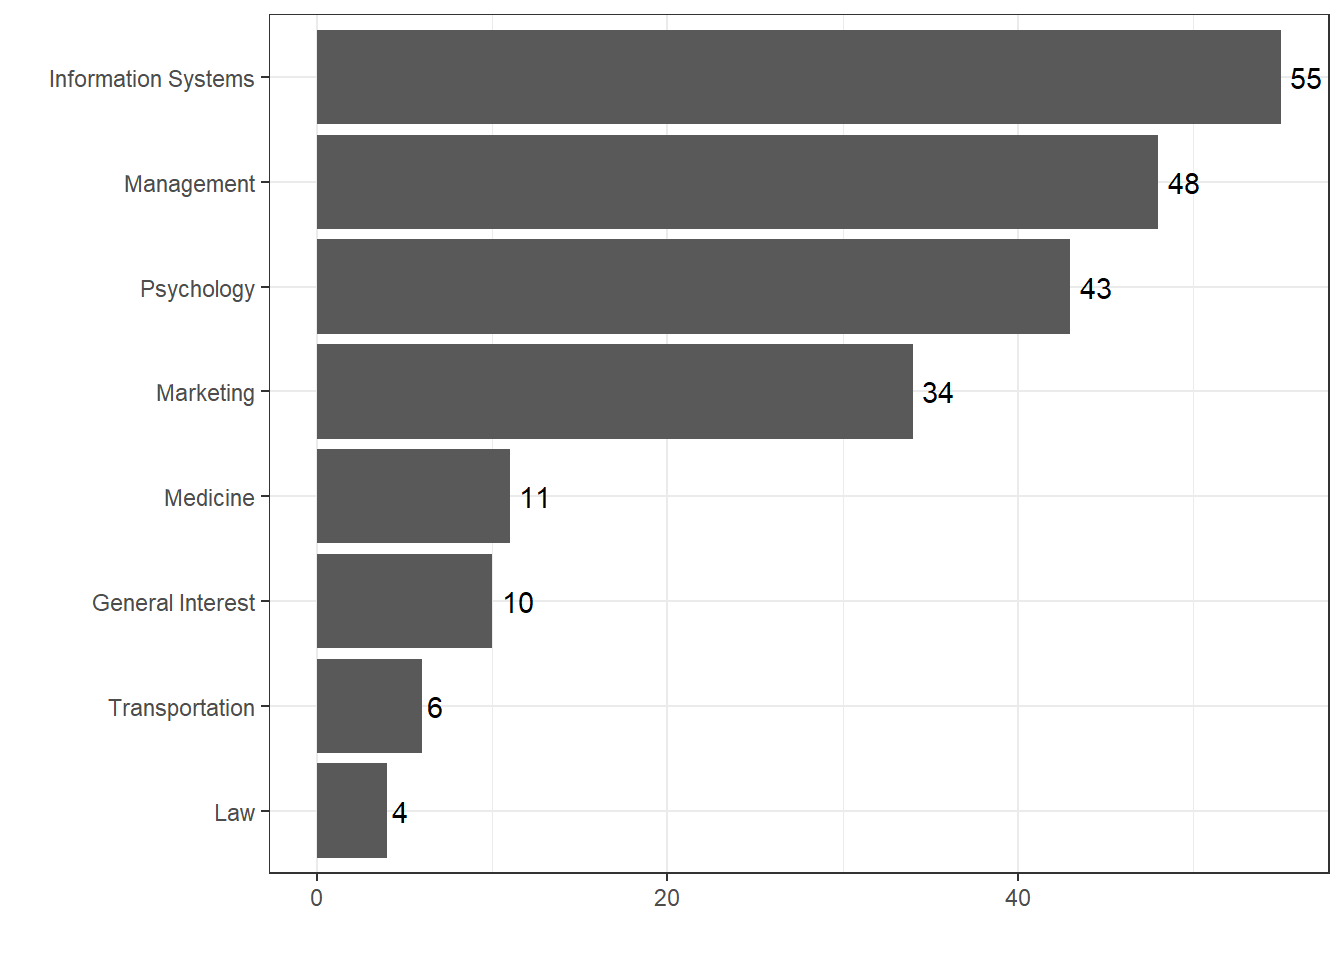 Information Systems 55
Management 48
Psychology 43
Marketing 34
Medicine 11
General Interest 10
Transportation 6
Law 4
0 20 40